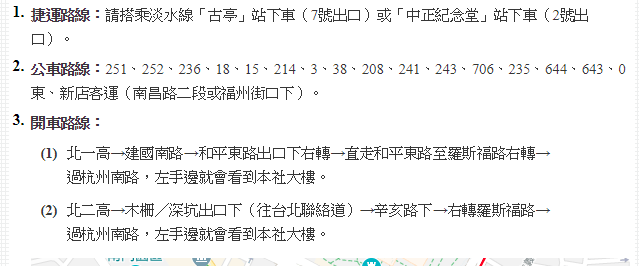 1. 捷運路線：請搭乘淡水線「古亭」站下車（7號出口）或「中正紀念堂」站下車（2號出
口）。
2. 公車路線：251、252、236、18、15、214、3、38、208、241、243、706、235、644、643、0
東、新店客運（南昌路二段或福州街口下）。
3. 開車路線：
(1) 北一高→建國南路→和平東路出口下右轉→直走和平東路至羅斯福路右轉→
過杭州南路，左手邊就會看到本社大樓。
(2) 北二高→木柵／深坑出口下（往台北聯絡道）→辛亥路下→右轉羅斯福路→
過杭州南路，左手邊就會看到本社大樓。